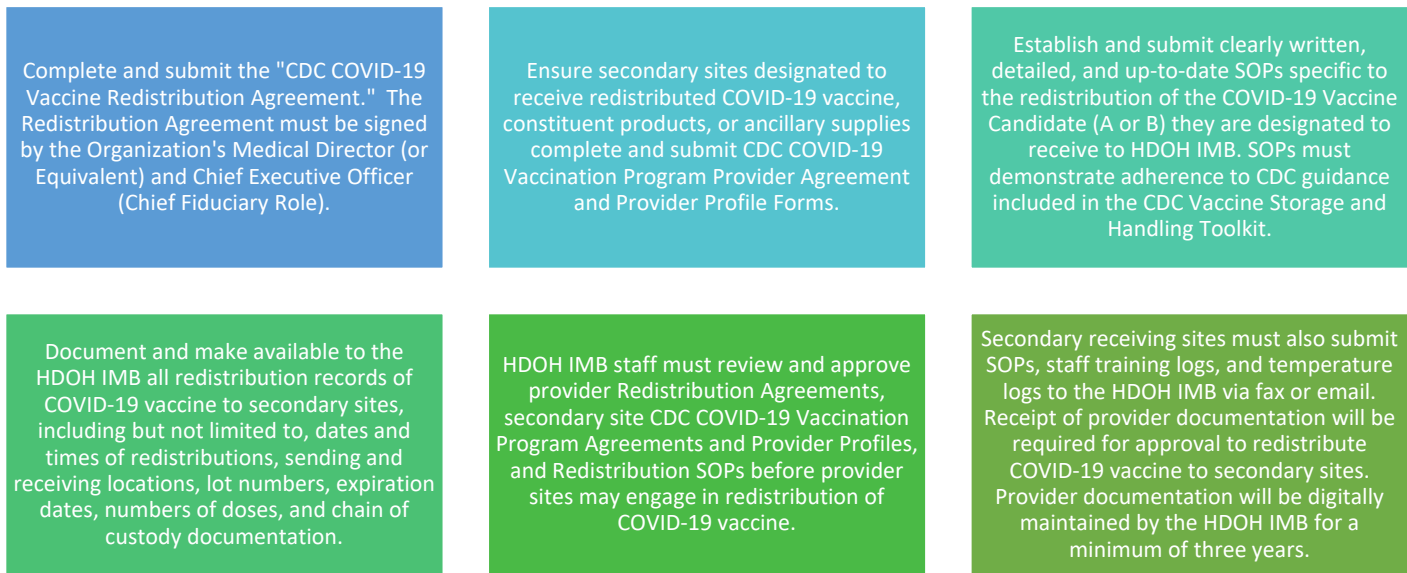 Complete and submit the "CDC COVID-19
Vaccine Redistribution Agreement."  The
Redistribution Agreement must be signed
by the Organization's Medical Director (or
Equivalent) and Chief Executive Officer
(Chief Fiduciary Role).
Ensure secondary sites designated to
receive redistributed COVID-19 vaccine,
constituent products, or ancillary supplies
complete and submit CDC COVID-19
Vaccination Program Provider Agreement
and Provider Profile Forms.
Establish and submit clearly written,
detailed, and up-to-date SOPs specific to
the redistribution of the COVID-19 Vaccine
Candidate (A or B) they are designated to
receive to HDOH IMB. SOPs must
demonstrate adherence to CDC guidance
included in the CDC Vaccine Storage and
Handling Toolkit.
Document and make available to the
HDOH IMB all redistribution records of
COVID-19 vaccine to secondary sites,
including but not limited to, dates and
times of redistributions, sending and
receiving locations, lot numbers, expiration
dates, numbers of doses, and chain of
custody documentation.
HDOH IMB staff must review and approve
provider Redistribution Agreements,
secondary site CDC COVID-19 Vaccination
Program Agreements and Provider Profiles,
and Redistribution SOPs before provider
sites may engage in redistribution of
COVID-19 vaccine.
Secondary receiving sites must also submit
SOPs, staff training logs, and temperature
logs to the HDOH IMB via fax or email.
Receipt of provider documentation will be
required for approval to redistribute
COVID-19 vaccine to secondary sites.
Provider documentation will be digitally
maintained by the HDOH IMB for a
minimum of three years.